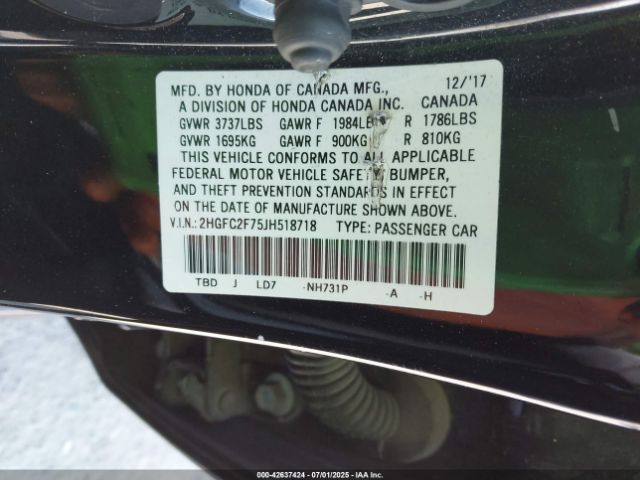 MFD. BY HONDA OF CANADA MFG., 12/'17
A DIVISION OF HONDA CANADA INC. CANADA
GVWR 3737LBS GAWR F 1984LBS R 1786LBS
GVWR 1695KG GAWR F 900KG R 810KG
THIS VEHICLE CONFORMS TO ALL APPLICABLE
FEDERAL MOTOR VEHICLE SAFETY, BUMPER,
AND THEFT PREVENTION STANDARDS IN EFFECT
ON THE DATE OF MANUFACTURE SHOWN ABOVE.
V.I.N.: 2HGFC2F75JH518718 TYPE: PASSENGER CAR
TBD J LD7 -NH731P -A -H
000-42637424 | 07/01/2025 | IAA Inc.